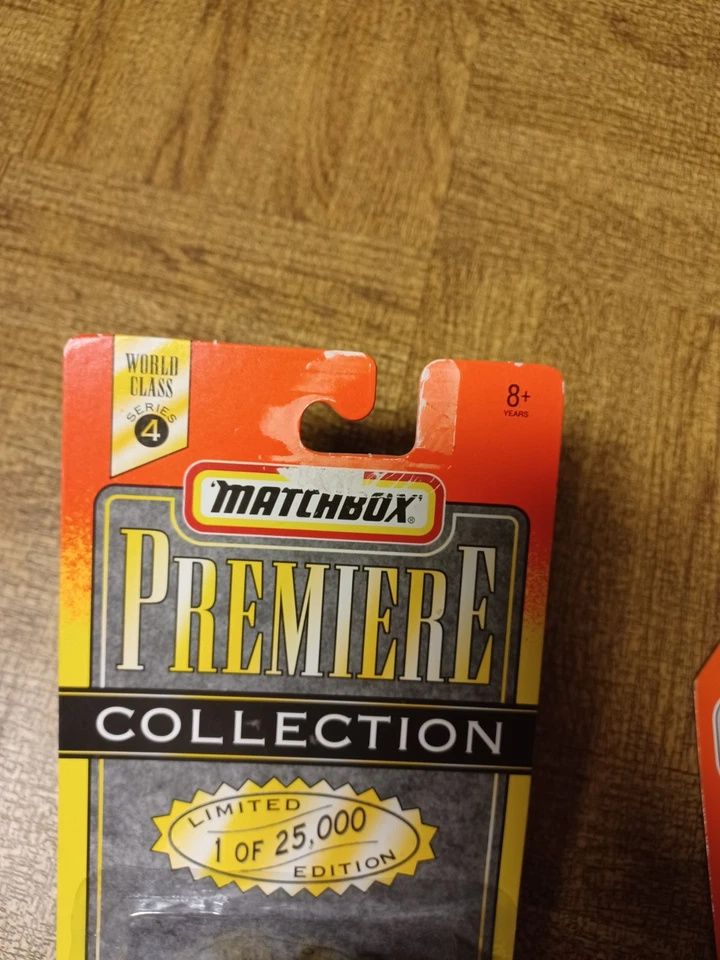 WORLD
CLASS
SERIES
4
8+
YEARS
'MATCHBOX'®
PREMIERE
COLLECTION
LIMITED
1 OF 25,000
EDITION